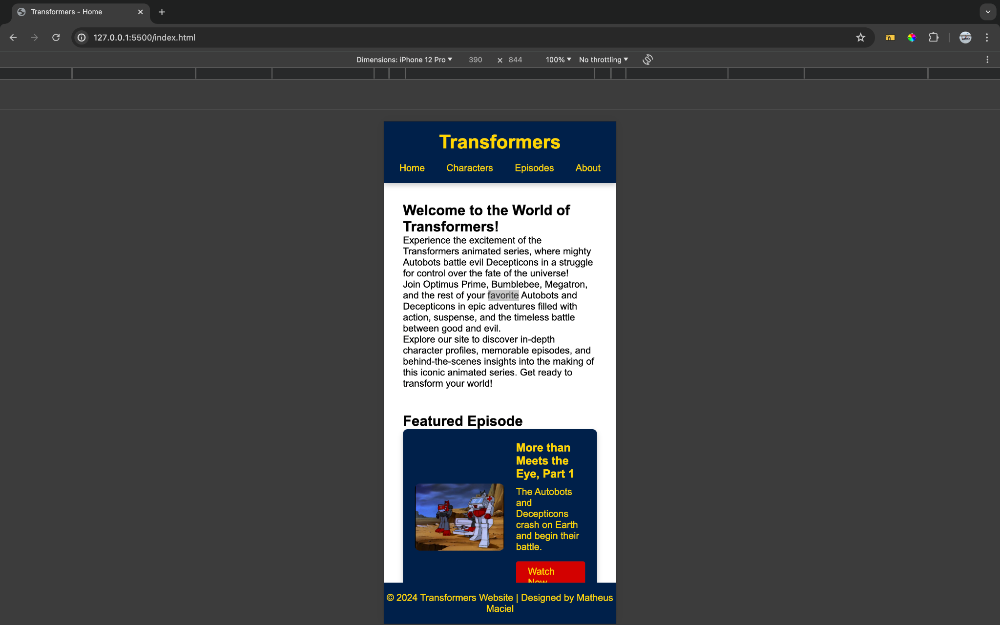 Transformers - Home
127.0.0.1:5500/index.html
Dimensions: iPhone 12 Pro 390 × 844 100% No throttling
Transformers
Home Characters Episodes About
Welcome to the World of
Transformers!
Experience the excitement of the
Transformers animated series, where mighty
Autobots battle evil Decepticons in a struggle
for control over the fate of the universe!
Join Optimus Prime, Bumblebee, Megatron,
and the rest of your favorite Autobots and
Decepticons in epic adventures filled with
action, suspense, and the timeless battle
between good and evil.
Explore our site to discover in-depth
character profiles, memorable episodes, and
behind-the-scenes insights into the making of
this iconic animated series. Get ready to
transform your world!
Featured Episode
More than
Meets the
Eye, Part 1
The Autobots
and
Decepticons
crash on Earth
and begin their
battle.
Watch
Now
© 2024 Transformers Website | Designed by Matheus
Maciel